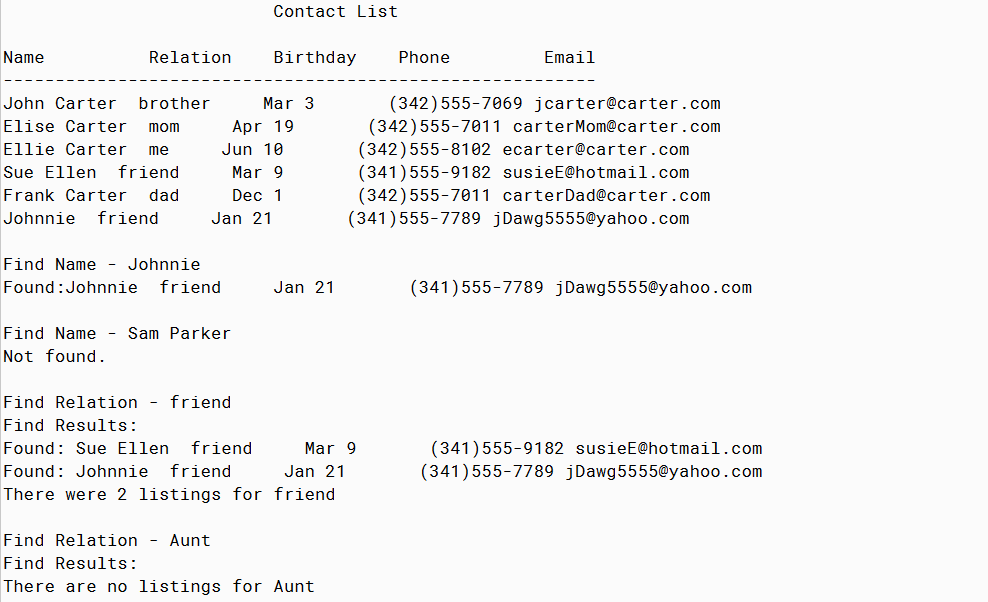 Contact List
Name          Relation    Birthday    Phone         Email
---------------------------------------------------------
John Carter  brother     Mar 3       (342)555-7069 jcarter@carter.com
Elise Carter  mom     Apr 19       (342)555-7011 carterMom@carter.com
Ellie Carter  me     Jun 10       (342)555-8102 ecarter@carter.com
Sue Ellen  friend     Mar 9       (341)555-9182 susieE@hotmail.com
Frank Carter  dad     Dec 1       (342)555-7011 carterDad@carter.com
Johnnie  friend     Jan 21       (341)555-7789 jDawg5555@yahoo.com
Find Name - Johnnie
Found:Johnnie  friend     Jan 21       (341)555-7789 jDawg5555@yahoo.com
Find Name - Sam Parker
Not found.
Find Relation - friend
Find Results:
Found: Sue Ellen  friend     Mar 9       (341)555-9182 susieE@hotmail.com
Found: Johnnie  friend     Jan 21       (341)555-7789 jDawg5555@yahoo.com
There were 2 listings for friend
Find Relation - Aunt
Find Results:
There are no listings for Aunt